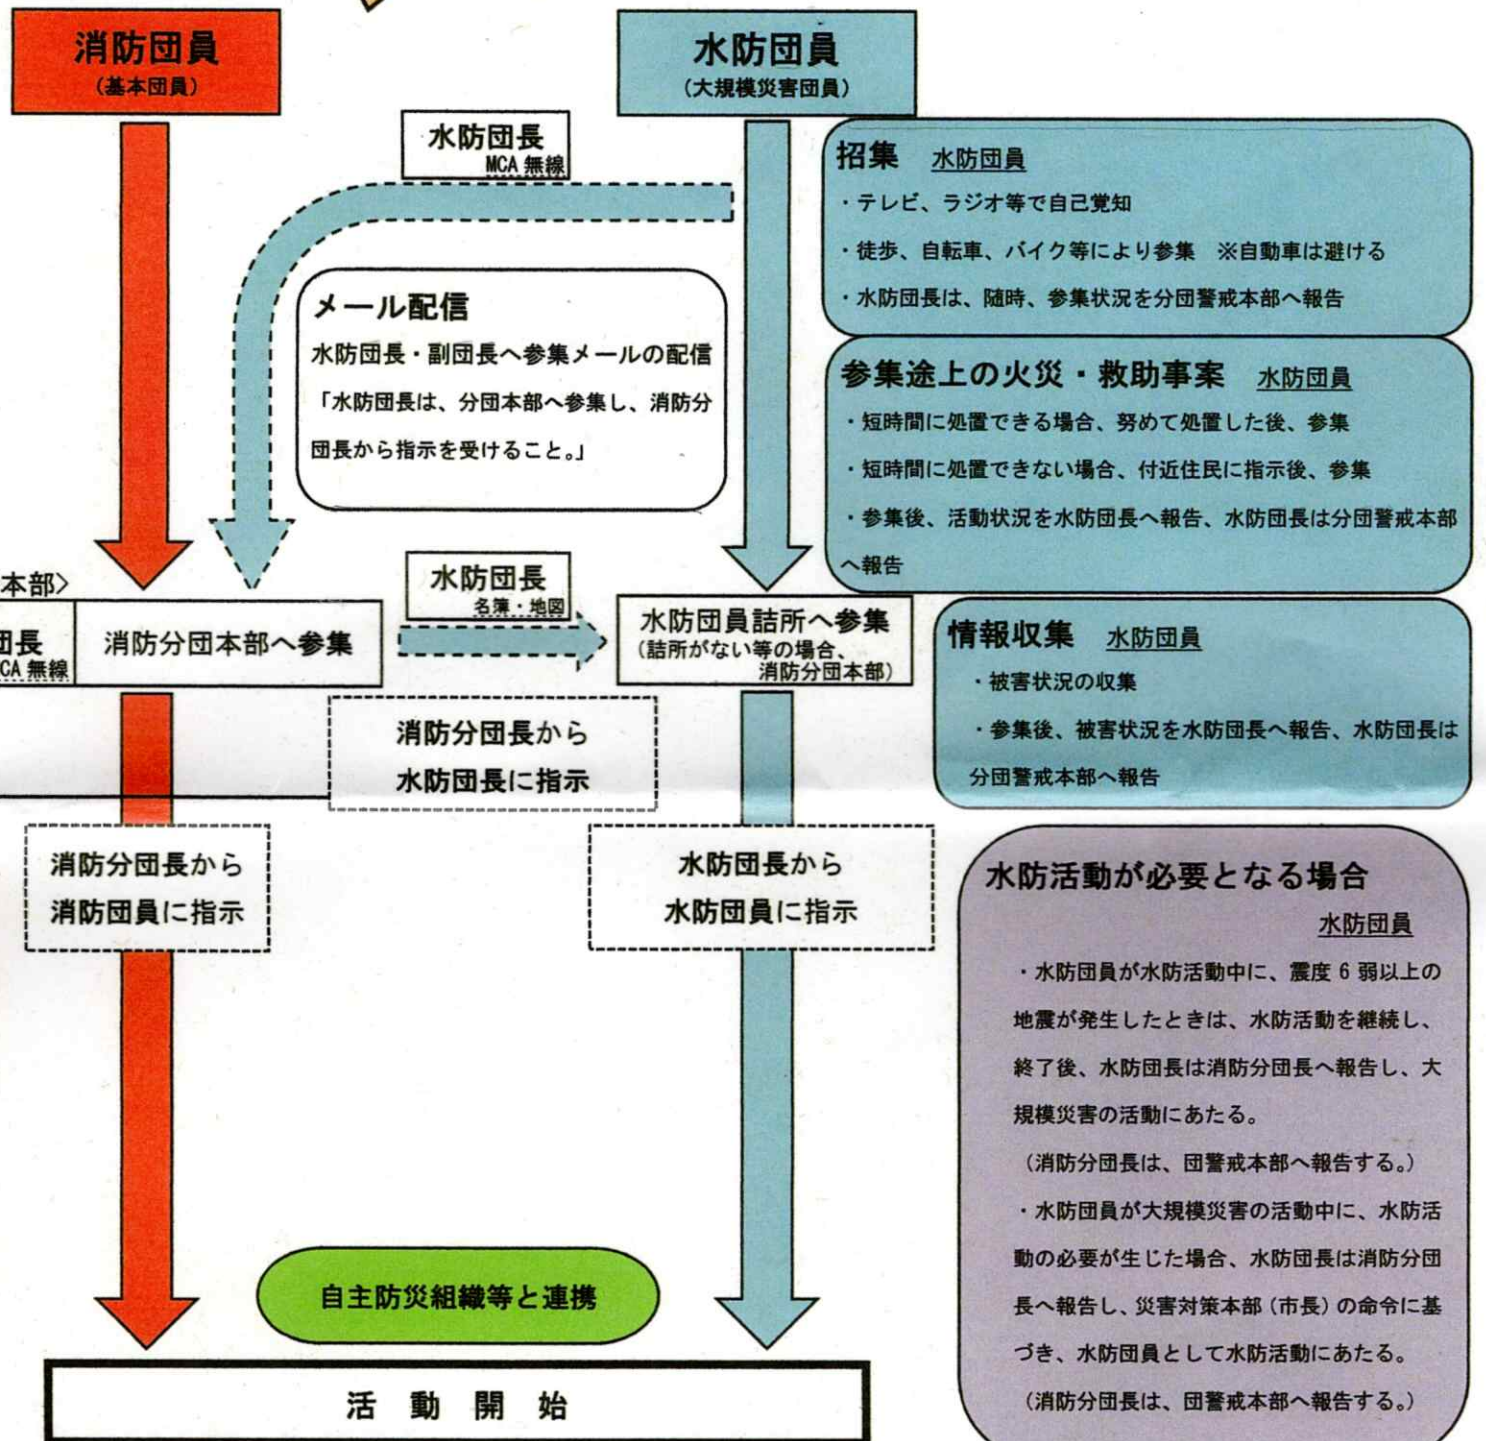 消防団員
(基本団員)
水防団員
(大規模災害団員)
水防団長
MCA 無線
招集 水防団員
・テレビ、ラジオ等で自己覚知
・徒歩、自転車、バイク等により参集 ※自動車は避ける
・水防団長は、随時、参集状況を分団警戒本部へ報告
メール配信
水防団長・副団長へ参集メールの配信
「水防団長は、分団本部へ参集し、消防分
団長から指示を受けること。」
参集途上の火災・救助事案 水防団員
・短時間に処置できる場合、努めて処置した後、参集
・短時間に処置できない場合、付近住民に指示後、参集
・参集後、活動状況を水防団長へ報告、水防団長は分団警戒本部
へ報告
本部>
団長
CA 無線
消防分団本部へ参集
水防団長
名簿・地図
水防団員詰所へ参集
(詰所がない等の場合、
消防分団本部)
情報収集 水防団員
・被害状況の収集
・参集後、被害状況を水防団長へ報告、水防団長は
分団警戒本部へ報告
消防分団長から
水防団長に指示
消防分団長から
消防団員に指示
水防団長から
水防団員に指示
水防活動が必要となる場合
水防団員
・水防団員が水防活動中に、震度 6 弱以上の
地震が発生したときは、水防活動を継続し、
終了後、水防団長は消防分団長へ報告し、大
規模災害の活動にあたる。
(消防分団長は、団警戒本部へ報告する。)
・水防団員が大規模災害の活動中に、水防活
動の必要が生じた場合、水防団長は消防分団
長へ報告し、災害対策本部(市長)の命令に基
づき、水防団員として水防活動にあたる。
(消防分団長は、団警戒本部へ報告する。)
自主防災組織等と連携
活 動 開 始